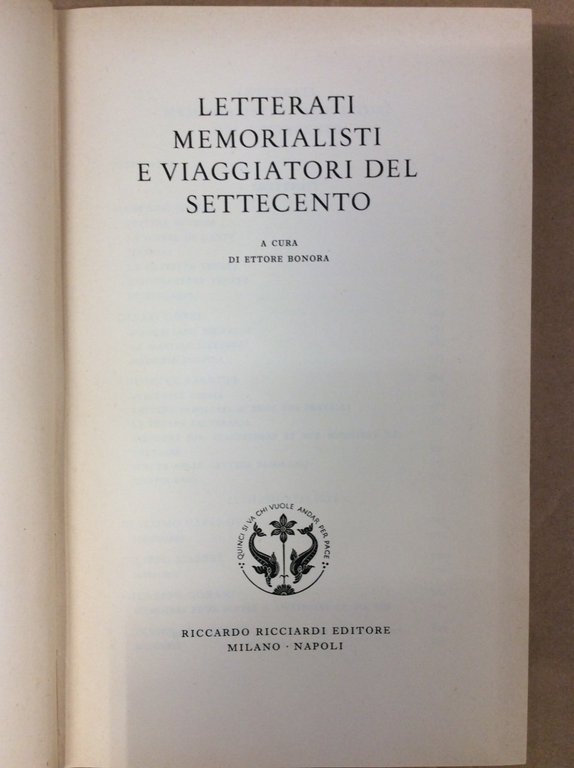 LETTERATI
MEMORIALISTI
E VIAGGIATORI DEL
SETTECENTO
A CURA
DI ETTORE BONORA
QUINCI SI VA CHI VUOLE ANDAR PER PACE
RICCARDO RICCIARDI EDITORE
MILANO · NAPOLI